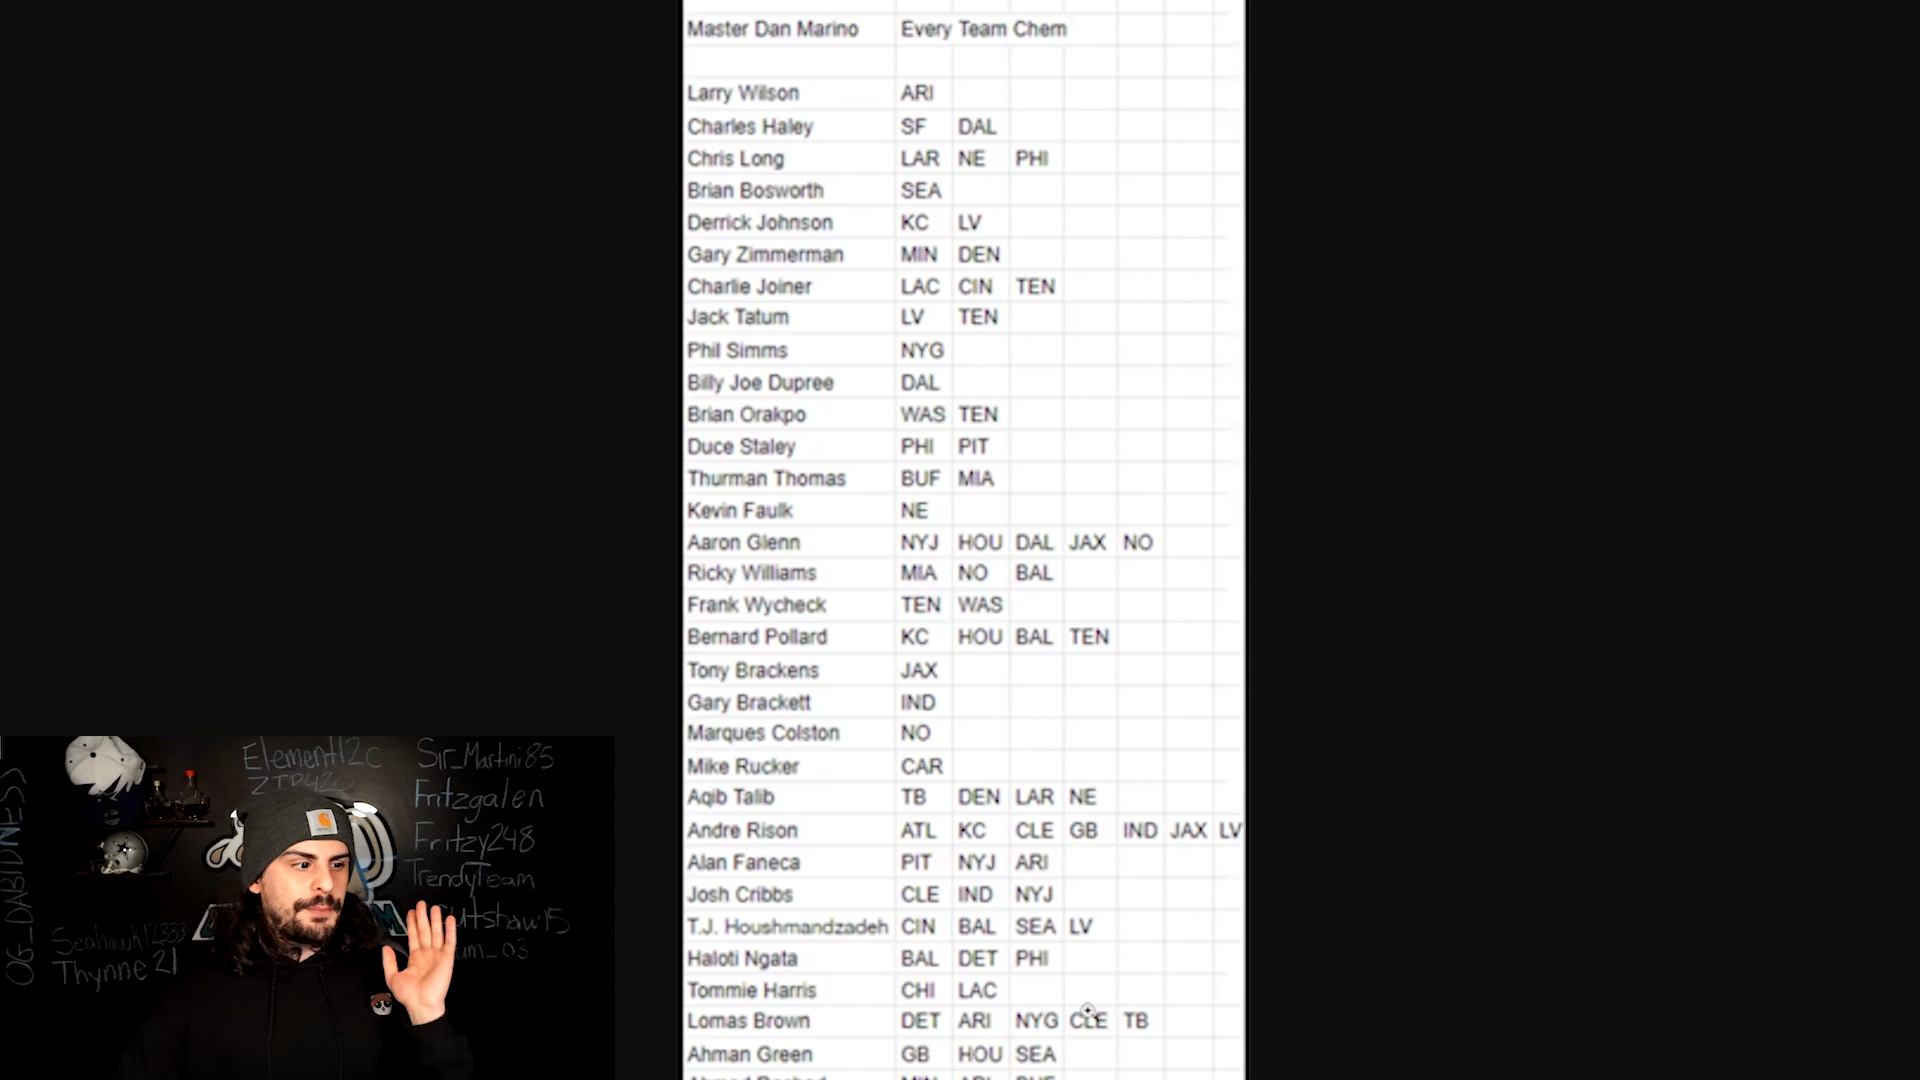 Master Dan Marino Every Team Chem
Larry Wilson ARI
Charles Haley SF DAL
Chris Long LAR NE PHI
Brian Bosworth SEA
Derrick Johnson KC LV
Gary Zimmerman MIN DEN
Charlie Joiner LAC CIN TEN
Jack Tatum LV TEN
Phil Simms NYG
Billy Joe Dupree DAL
Brian Orakpo WAS TEN
Duce Staley PHI PIT
Thurman Thomas BUF MIA
Kevin Faulk NE
Aaron Glenn NYJ HOU DAL JAX NO
Ricky Williams MIA NO BAL
Frank Wycheck TEN WAS
Bernard Pollard KC HOU BAL TEN
Tony Brackens JAX
Gary Brackett IND
Marques Colston NO
Mike Rucker CAR
Aqib Talib TB DEN LAR NE
Andre Rison ATL KC CLE GB IND JAX LV
Alan Faneca PIT NYJ ARI
Josh Cribbs CLE IND NYJ
T.J. Houshmandzadeh CIN BAL SEA LV
Haloti Ngata BAL DET PHI
Tommie Harris CHI LAC
Lomas Brown DET ARI NYG CLE TB
Ahman Green GB HOU SEA
OG_DABIDNESS
Element12c
Sir_Martini85
Fritzgalen
Fritzy248
TrendyTeam
Seahawk12333
Thynne21